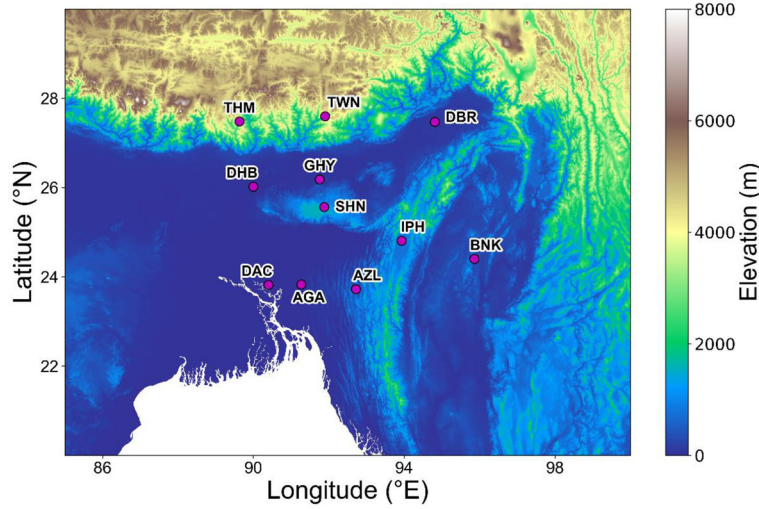 8000
28
THM
TWN
DBR
6000
GHY
DHB
26
SHN
IPH
BNK
4000
24
DAC
AGA
AZL
2000
22
0
86
90
94
98
Latitude (°N)
Longitude (°E)
Elevation (m)